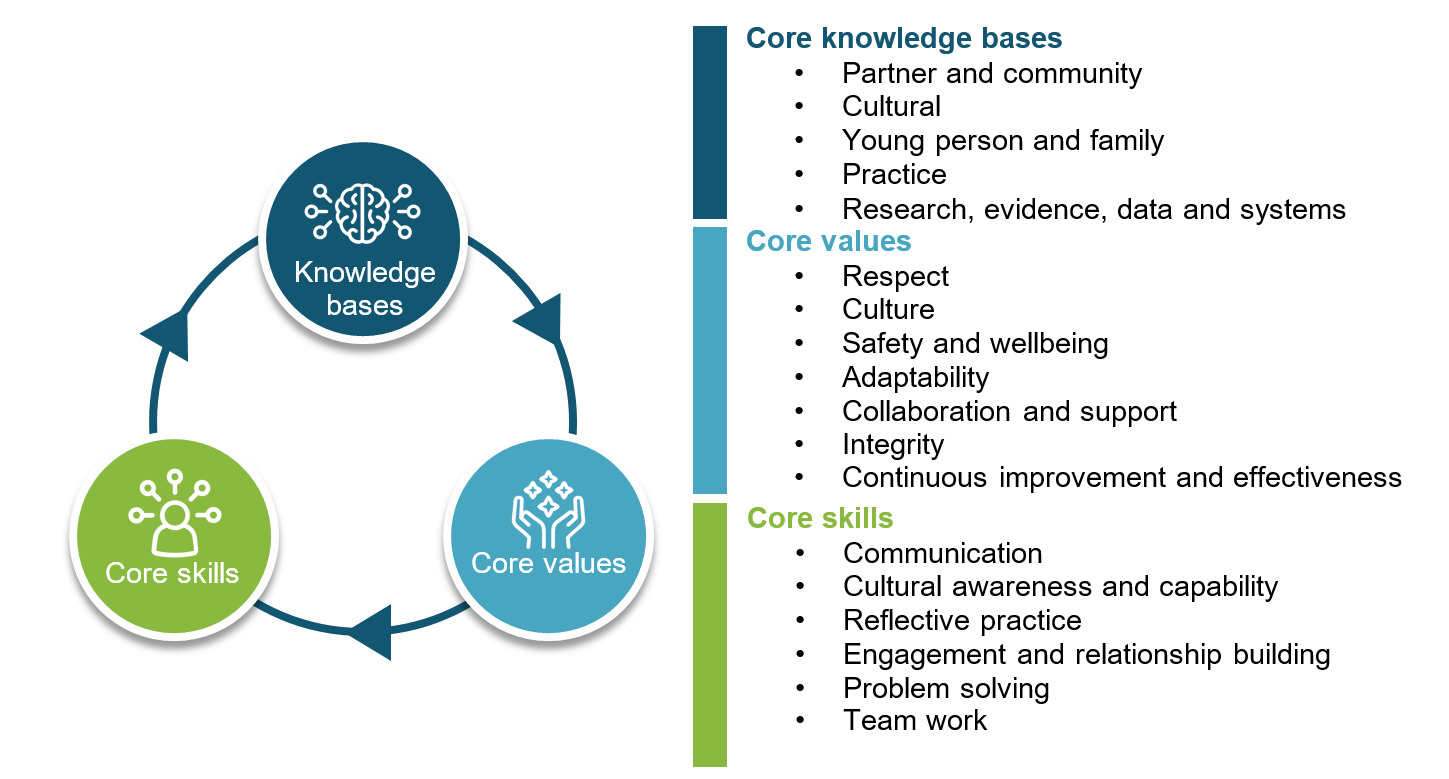 Knowledge
bases
Core skills
Core values
Core knowledge bases
• Partner and community
• Cultural
• Young person and family
• Practice
• Research, evidence, data and systems
Core values
• Respect
• Culture
• Safety and wellbeing
• Adaptability
• Collaboration and support
• Integrity
• Continuous improvement and effectiveness
Core skills
• Communication
• Cultural awareness and capability
• Reflective practice
• Engagement and relationship building
• Problem solving
• Team work